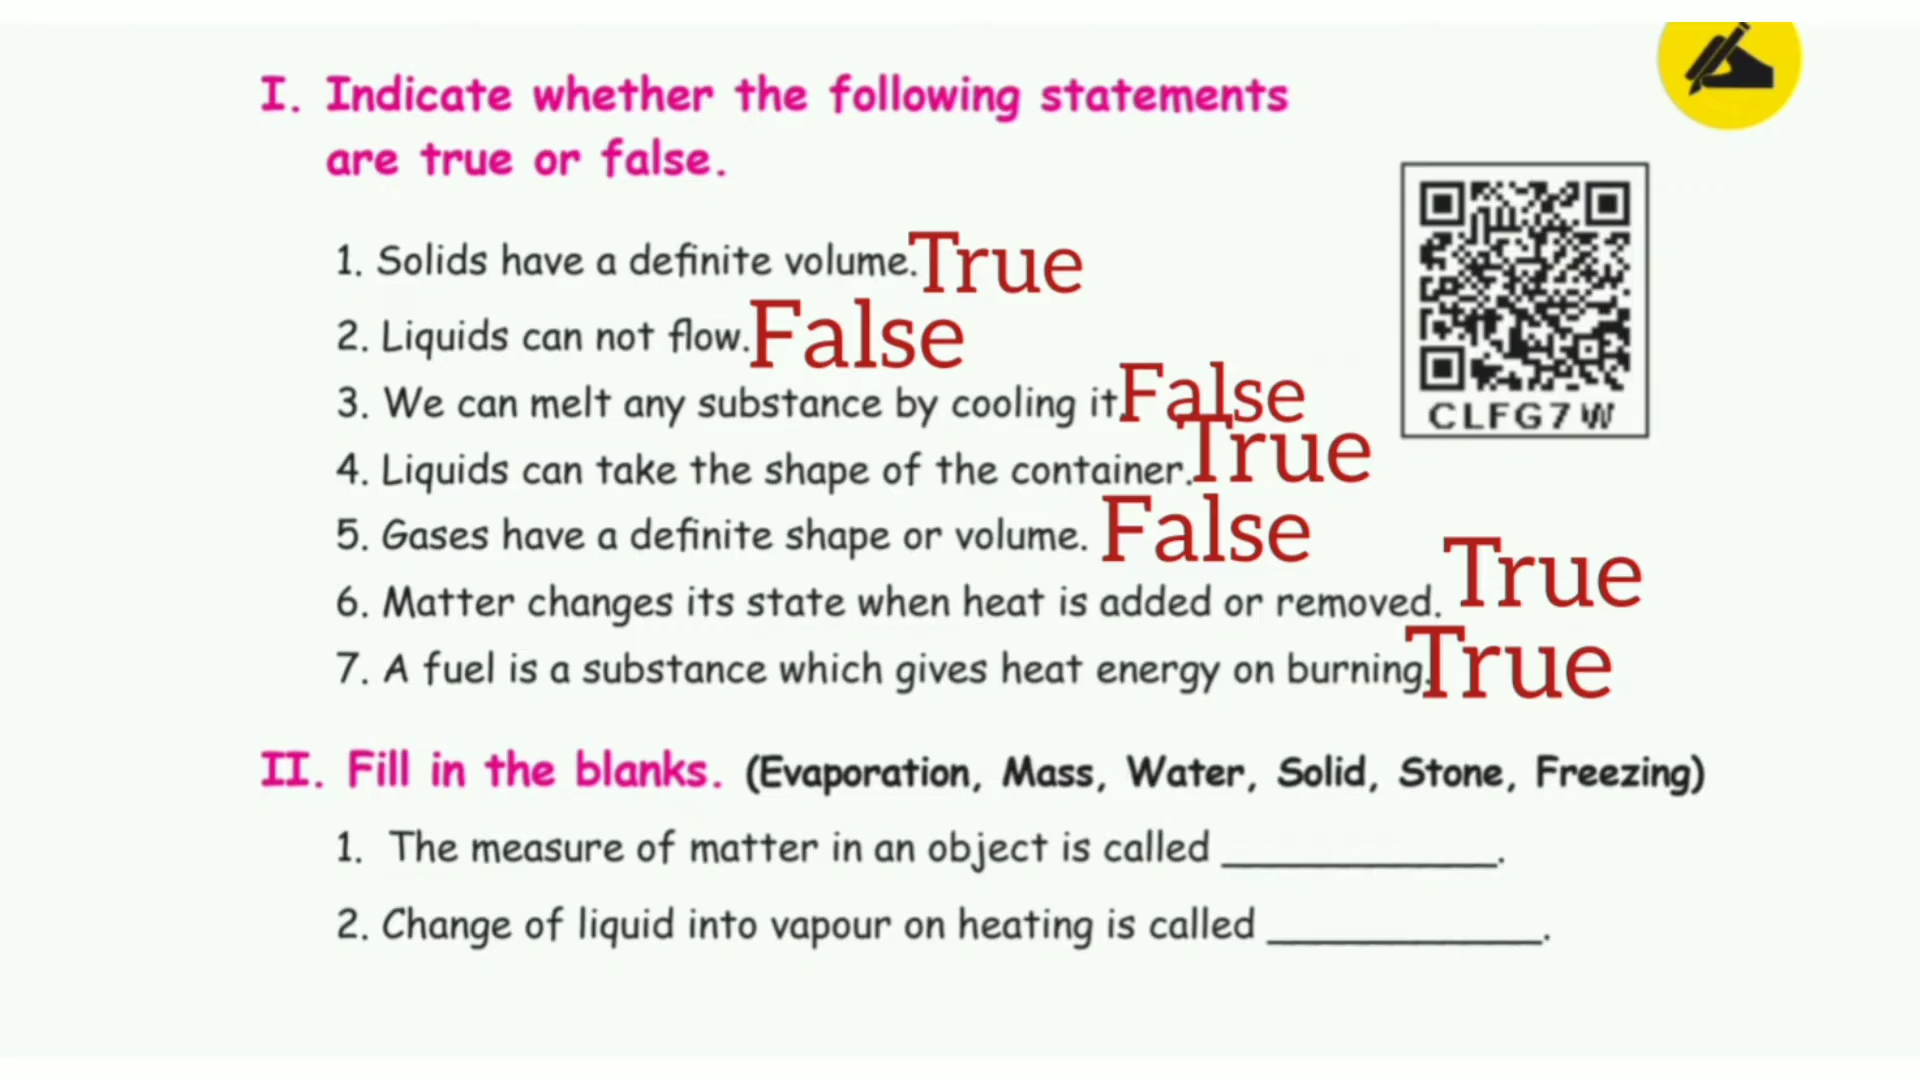 I. Indicate whether the following statements
are true or false.
1. Solids have a definite volume. True
2. Liquids can not flow. False
3. We can melt any substance by cooling it. False
4. Liquids can take the shape of the container. True
5. Gases have a definite shape or volume. False
6. Matter changes its state when heat is added or removed. True
7. A fuel is a substance which gives heat energy on burning. True
CLFG7W
II. Fill in the blanks. (Evaporation, Mass, Water, Solid, Stone, Freezing)
1. The measure of matter in an object is called ____________.
2. Change of liquid into vapour on heating is called ____________.